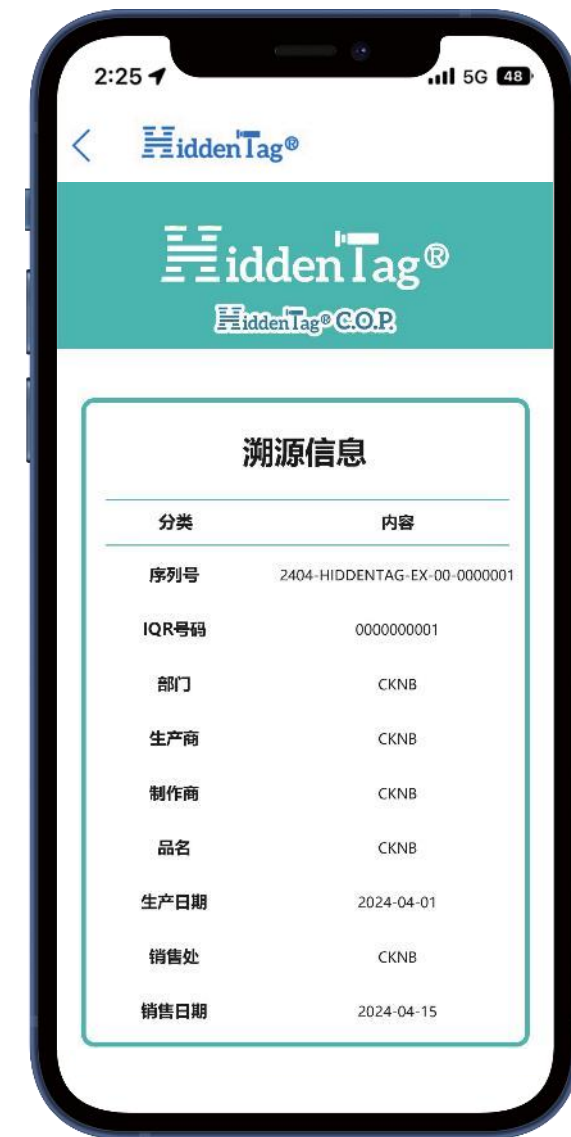 2:25
5G 48
HiddenTag®
HiddenTag®
HiddenTag® C.O.P.
溯源信息
分类 内容
序列号 2404-HIDDENTAG-EX-00-0000001
IQR号码 0000000001
部门 CKNB
生产商 CKNB
制作商 CKNB
品名 CKNB
生产日期 2024-04-01
销售处 CKNB
销售日期 2024-04-15